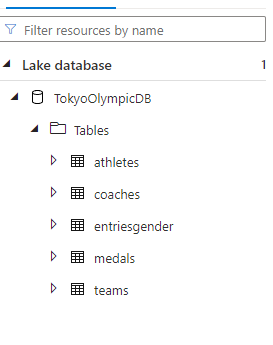 Filter resources by name
Lake database 1
TokyoOlympicDB
Tables
athletes
coaches
entriesgender
medals
teams